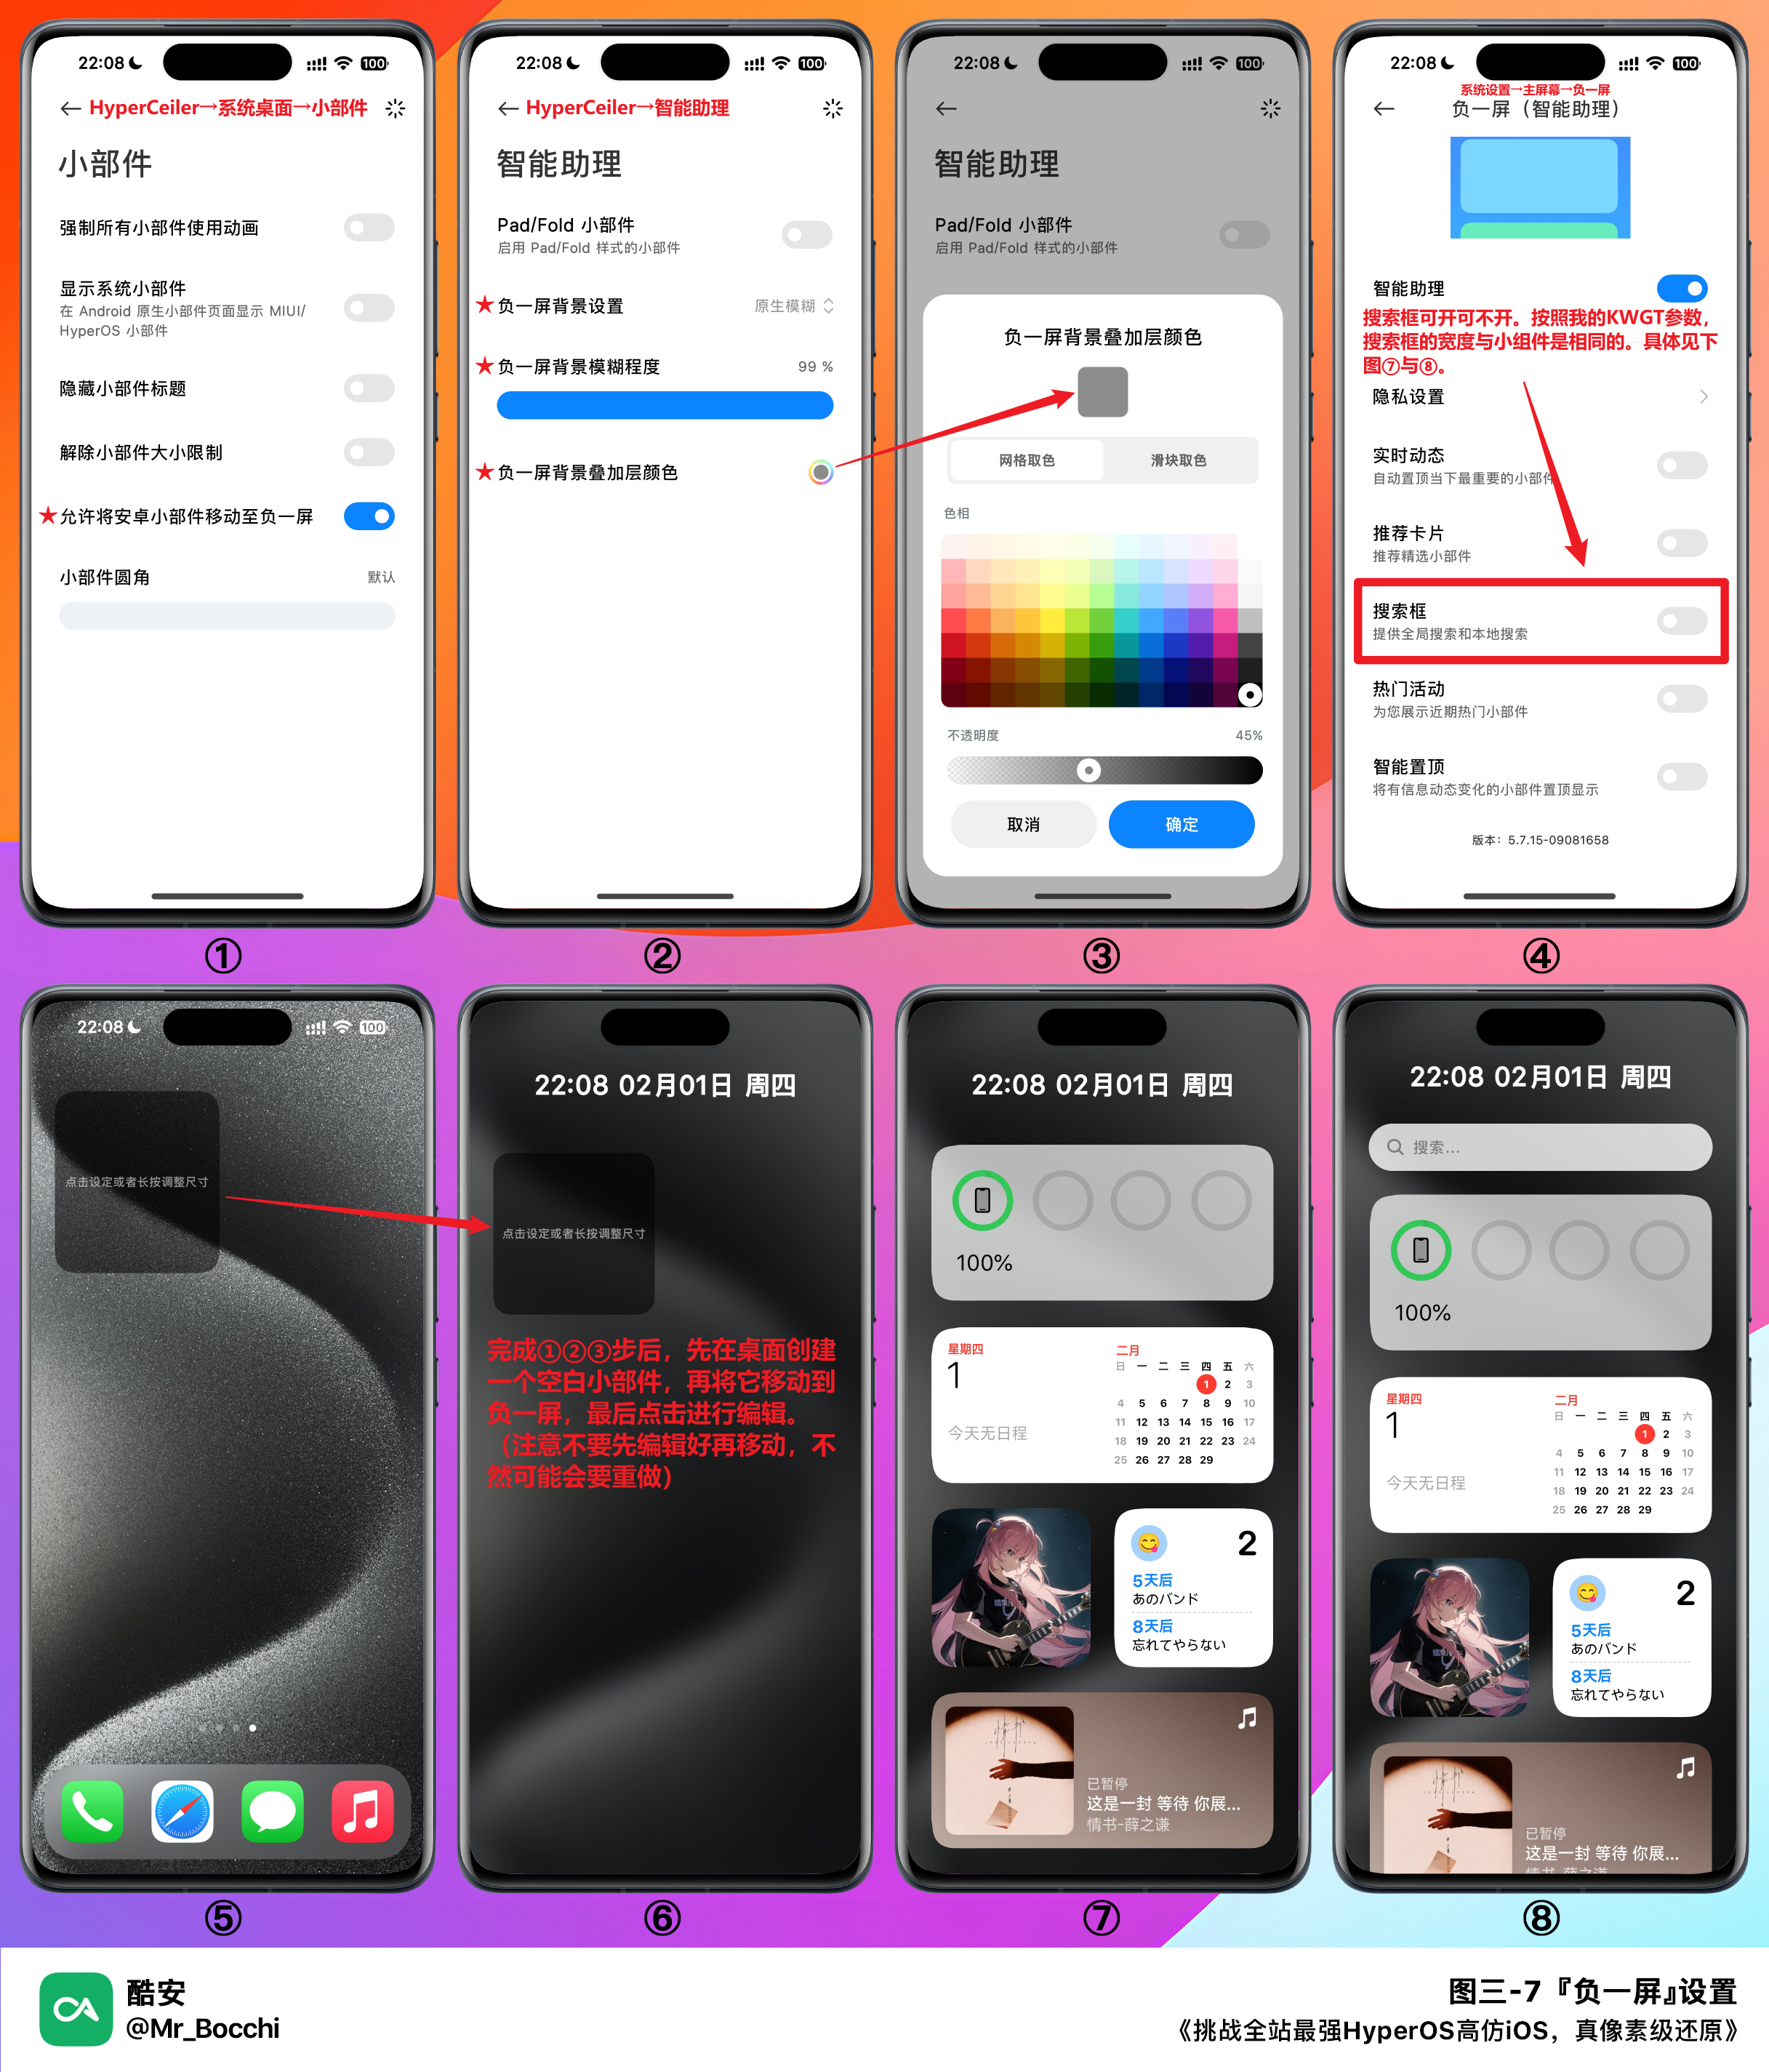 22:08
100
HyperCeiler→系统桌面→小部件
小部件
强制所有小部件使用动画
显示系统小部件
在 Android 原生小部件页面显示 MIUI/
HyperOS 小部件
隐藏小部件标题
解除小部件大小限制
★允许将安卓小部件移动至负一屏
小部件圆角
默认
①
22:08
100
HyperCeiler→智能助理
智能助理
Pad/Fold 小部件
启用 Pad/Fold 样式的小部件
★负一屏背景设置
原生模糊
★负一屏背景模糊程度
99 %
★负一屏背景叠加层颜色
②
22:08
100
智能助理
Pad/Fold 小部件
启用 Pad/Fold 样式的小部件
负一屏背景叠加层颜色
网格取色
滑块取色
色相
不透明度
45%
取消
确定
③
22:08
100
系统设置→主屏幕→负一屏
负一屏（智能助理）
智能助理
搜索框可开可不开。按照我的KWGT参数，
搜索框的宽度与小组件是相同的。具体见下
图⑦与⑧。
隐私设置
实时动态
自动置顶当下最重要的小部件
推荐卡片
推荐精选小部件
搜索框
提供全局搜索和本地搜索
热门活动
为您展示近期热门小部件
智能置顶
将有信息动态变化的小部件置顶显示
版本：5.7.15-09081658
④
22:08
100
点击设定或者长按调整尺寸
⑤
22:08 02月01日 周四
点击设定或者长按调整尺寸
完成①②③步后，先在桌面创建
一个空白小部件，再将它移动到
负一屏，最后点击进行编辑。
（注意不要先编辑好再移动，不
然可能会要重做）
⑥
22:08 02月01日 周四
100%
星期四
1
今天无日程
二月
日 一 二 三 四 五 六
1 2 3
4 5 6 7 8 9 10
11 12 13 14 15 16 17
18 19 20 21 22 23 24
25 26 27 28 29
2
5天后
あのバンド
8天后
忘れてやらない
已暂停
这是一封 等待 你展...
情书-薛之谦
⑦
22:08 02月01日 周四
搜索...
100%
星期四
1
今天无日程
二月
日 一 二 三 四 五 六
1 2 3
4 5 6 7 8 9 10
11 12 13 14 15 16 17
18 19 20 21 22 23 24
25 26 27 28 29
2
5天后
あのバンド
8天后
忘れてやらない
已暂停
这是一封 等待 你展...
情书-薛之谦
⑧
酷安
@Mr_Bocchi
图三-7『负一屏』设置
《挑战全站最强HyperOS高仿iOS，真像素级还原》